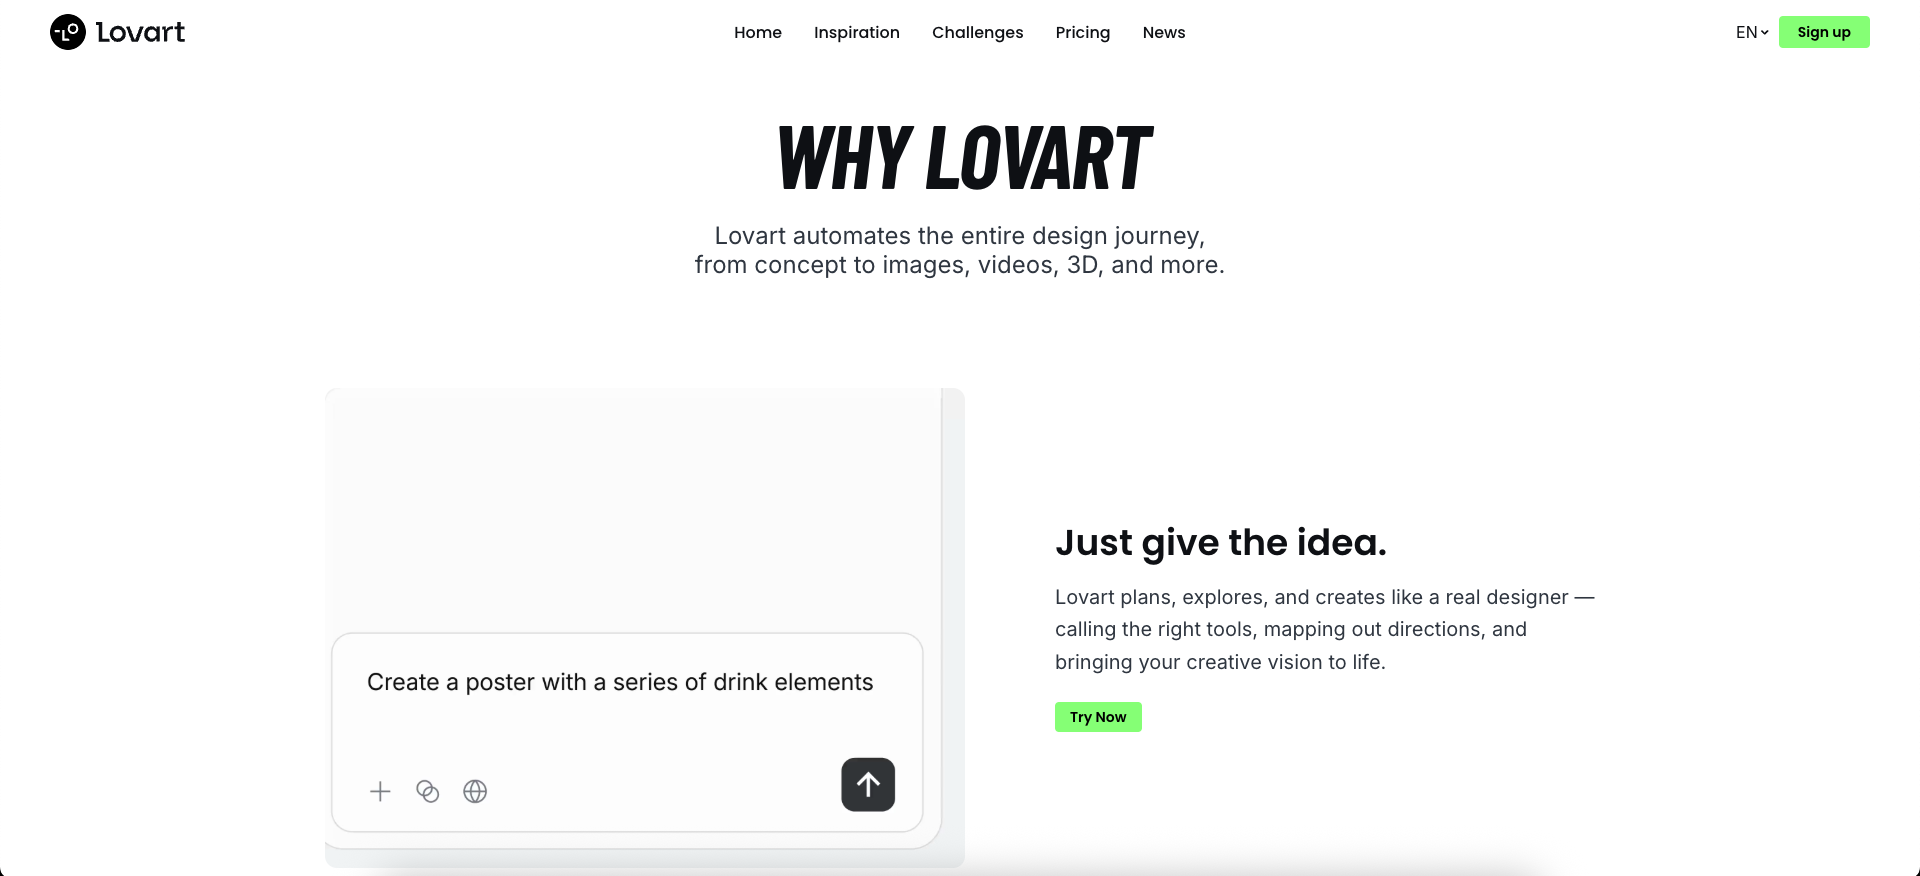 Lovart
Home
Inspiration
Challenges
Pricing
News
EN
Sign up
WHY LOVART
Lovart automates the entire design journey,
from concept to images, videos, 3D, and more.
Create a poster with a series of drink elements
Just give the idea.
Lovart plans, explores, and creates like a real designer —
calling the right tools, mapping out directions, and
bringing your creative vision to life.
Try Now